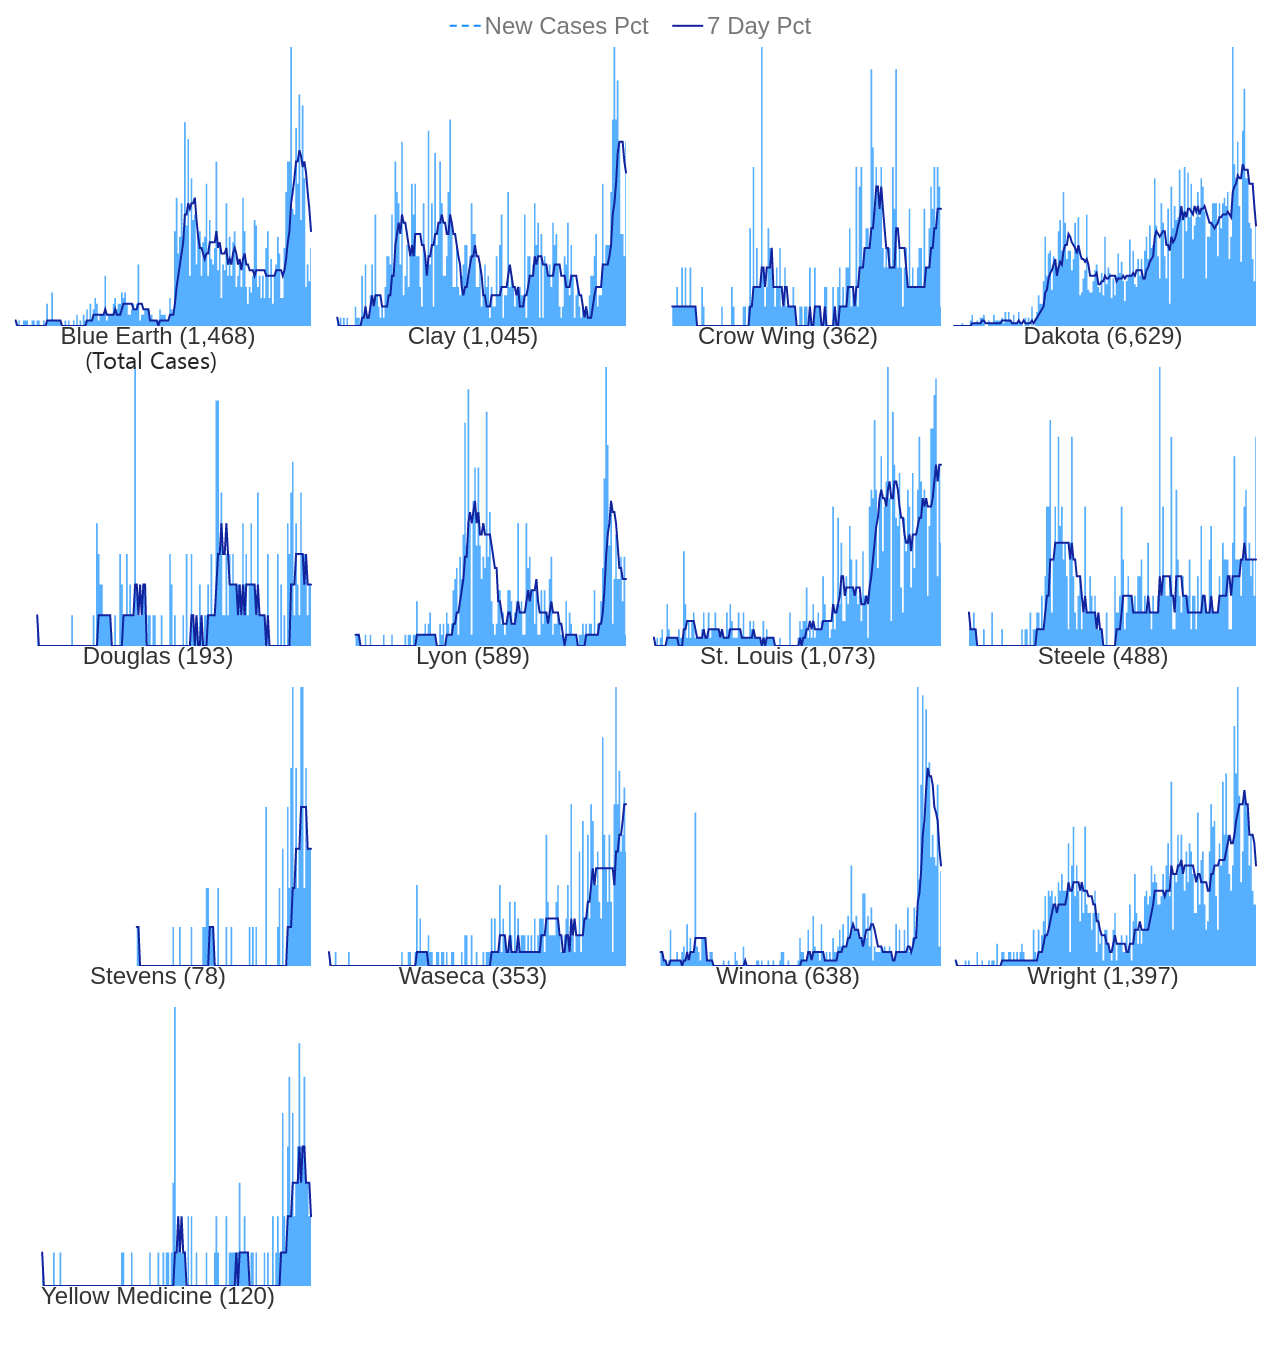 New Cases Pct 7 Day Pct
Blue Earth (1,468) Clay (1,045) Crow Wing (362) Dakota (6,629)
(Total Cases)
Douglas (193) Lyon (589) St. Louis (1,073) Steele (488)
Stevens (78) Waseca (353) Winona (638) Wright (1,397)
Yellow Medicine (120)